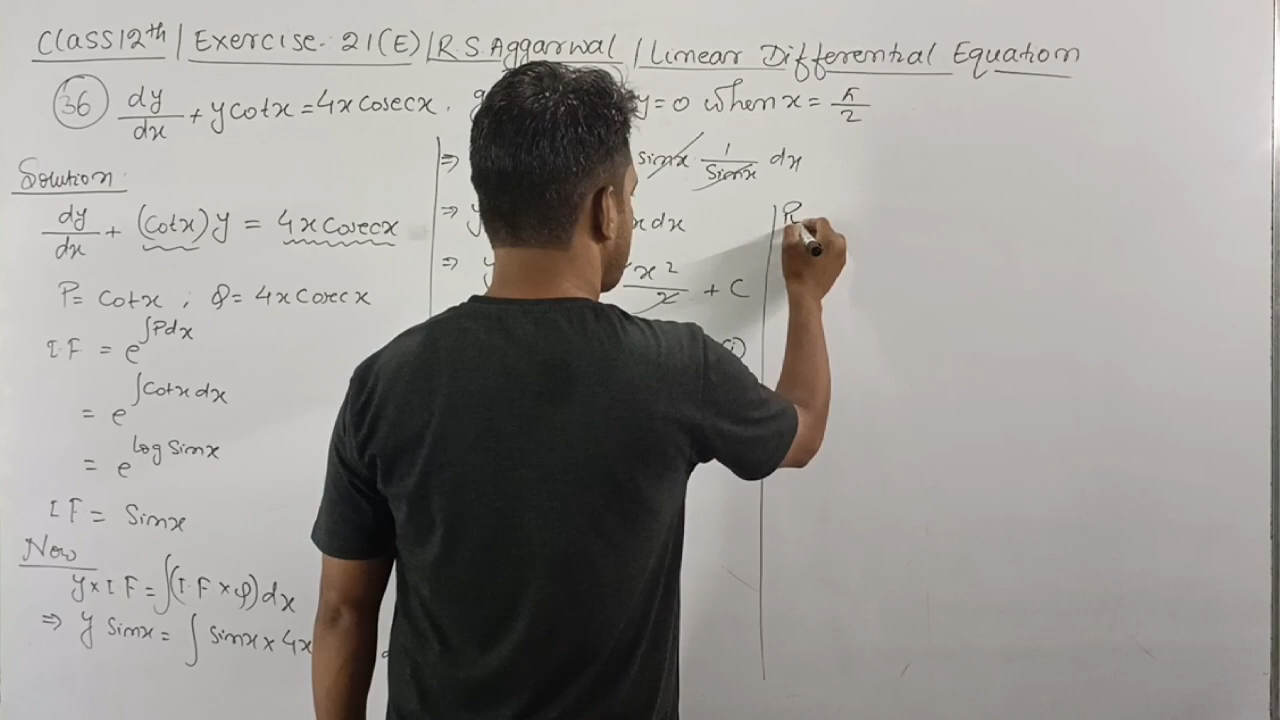 Class 12th / Exercise. 21(E) / R.S. Aggarwal / Linear Differential Equation
36 dy/dx + y cotx = 4x cosecx, y = 0 when x = π/2
Solution
dy/dx + (cotx) y = 4x cosecx
P = cotx ; Q = 4x cosecx
I.F = e^∫Pdx
= e^∫cotx dx
= e^log sinx
I F = sinx
Now
y × I F = ∫(I.F × Q) dx
⇒ y sinx = ∫ sinx × 4x
⇒ sinx · 1/sinx dx
⇒ y x dx
⇒ y x²/2 + C
(i)